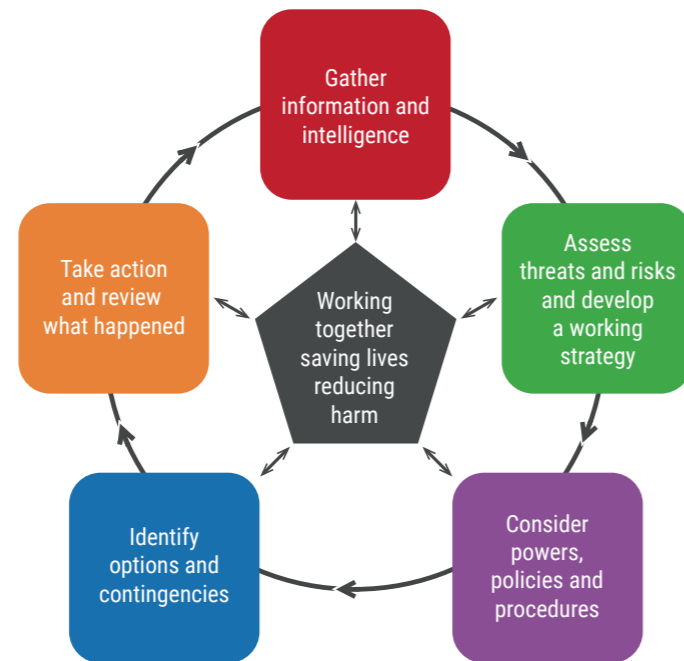 Gather
information and
intelligence
Assess
threats and risks
and develop
a working
strategy
Consider
powers,
policies and
procedures
Identify
options and
contingencies
Take action
and review
what happened
Working
together
saving lives
reducing
harm